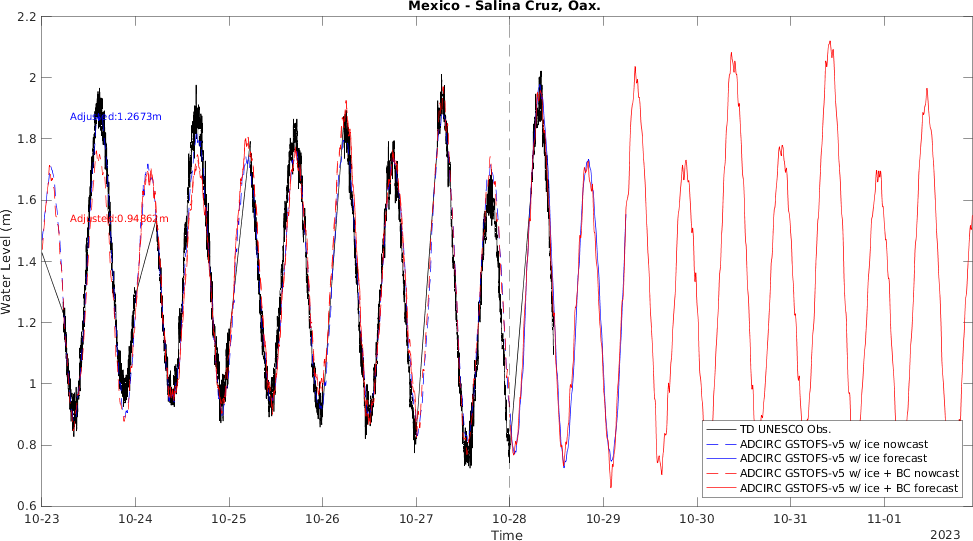 Mexico - Salina Cruz, Oax.
2.2
2
1.8
1.6
1.4
1.2
1
0.8
0.6
Water Level (m)
Adjusted:1.2673m
Adjusted:0.94862m
TD UNESCO Obs.
ADCIRC GSTOFS-v5 w/ ice nowcast
ADCIRC GSTOFS-v5 w/ ice forecast
ADCIRC GSTOFS-v5 w/ ice + BC nowcast
ADCIRC GSTOFS-v5 w/ ice + BC forecast
10-23 10-24 10-25 10-26 10-27 10-28 10-29 10-30 10-31 11-01
Time
2023